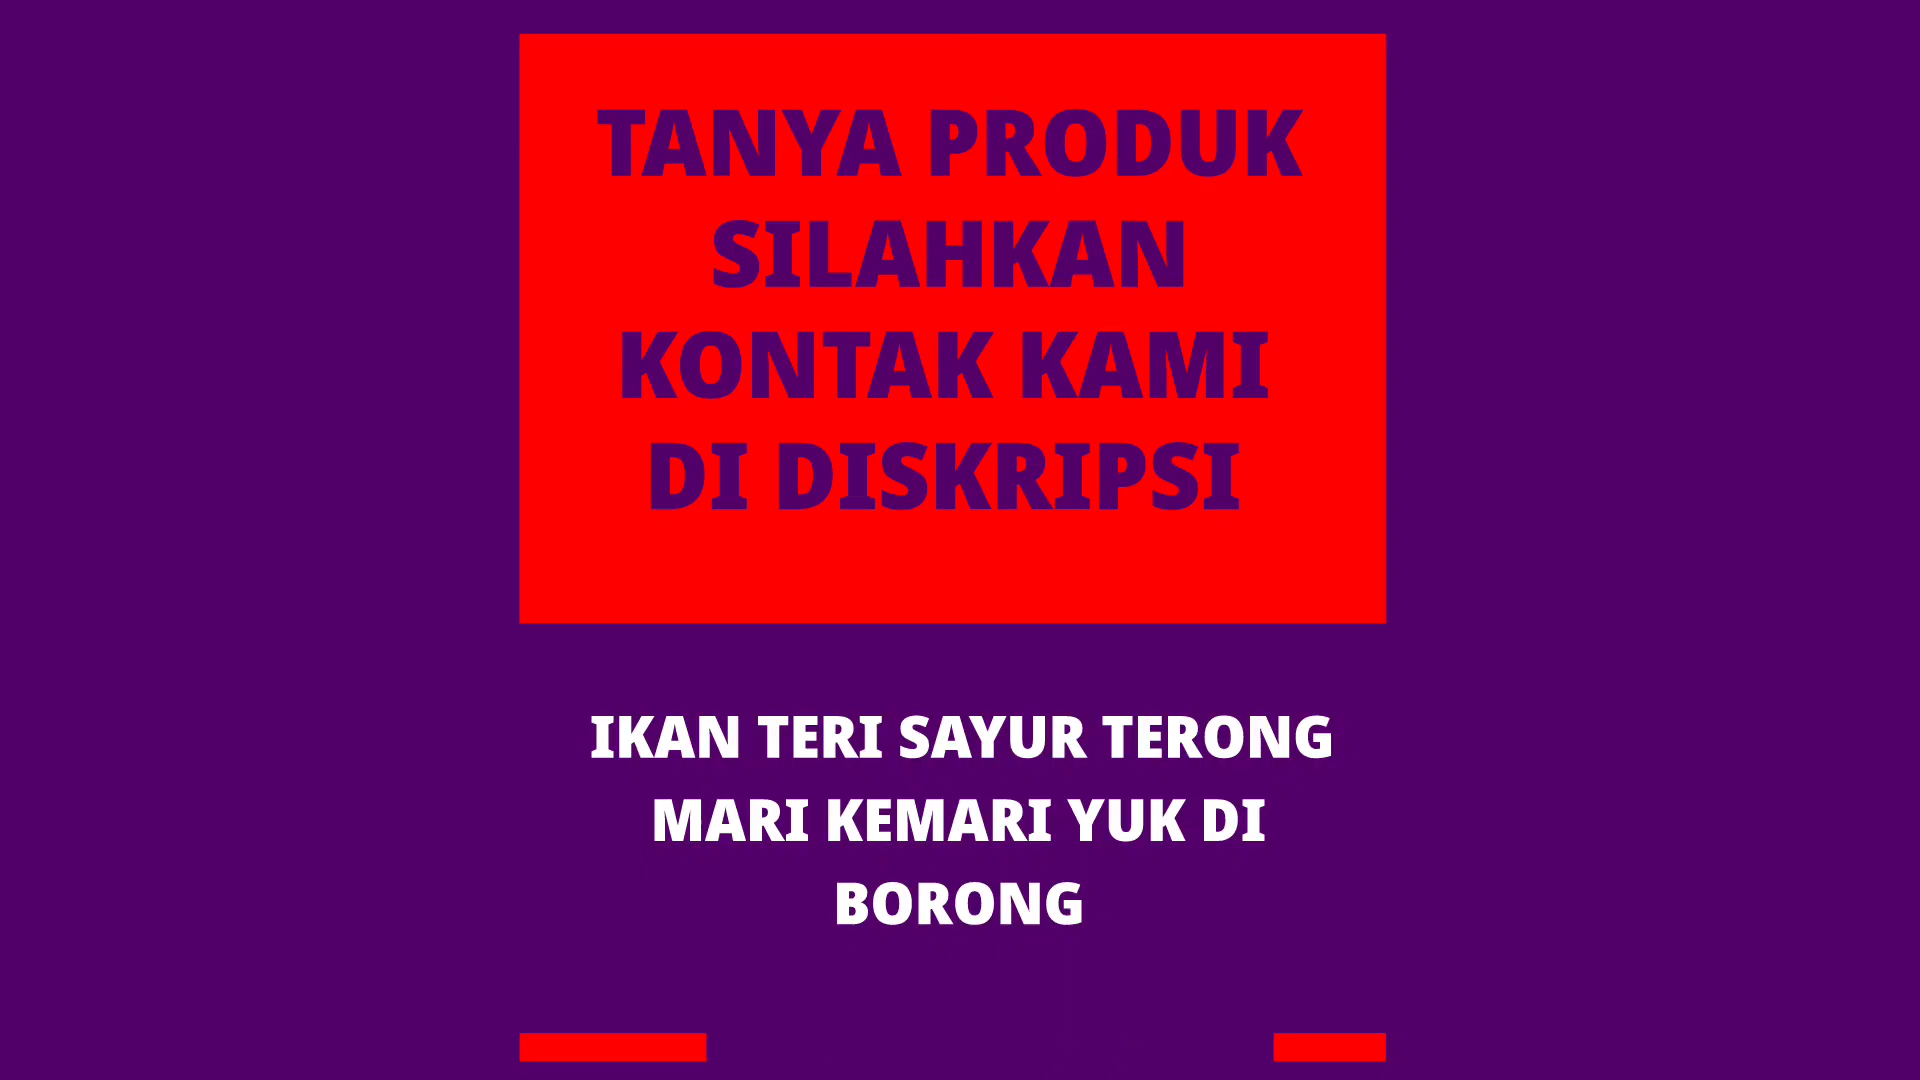 TANYA PRODUK
SILAHKAN
KONTAK KAMI
DI DISKRIPSI
IKAN TERI SAYUR TERONG
MARI KEMARI YUK DI
BORONG